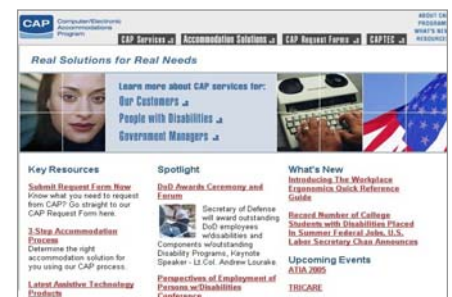 CAP
Computer/Electronic
Accommodations
Program
ABOUT CAP
PROGRAM
WHAT'S NEW
RESOURCES
CAP Services
Accommodation Solutions
CAP Request Forms
CAPTEC
Real Solutions for Real Needs
Learn more about CAP services for:
Our Customers
People with Disabilities
Government Managers
Key Resources
Submit Request Form Now
Know what you need to request
from CAP? Go straight to our
CAP Request Form here.
3-Step Accommodation
Process
Determine the right
accommodation solution for
you using our CAP process.
Latest Assistive Technology
Products
Spotlight
DoD Awards Ceremony and
Forum
Secretary of Defense
will award outstanding
DoD employees
w/disabilities and
Components w/outstanding
Disability Programs, Keynote
Speaker - Lt.Col. Andrew Lourake.
Perspectives of Employment of
Persons w/Disabilities
Conference
What's New
Introducing The Workplace
Ergonomics Quick Reference
Guide
Record Number of College
Students with Disabilities Placed
In Summer Federal Jobs, U.S.
Labor Secretary Chao Announces
Upcoming Events
ATIA 2005
TRICARE